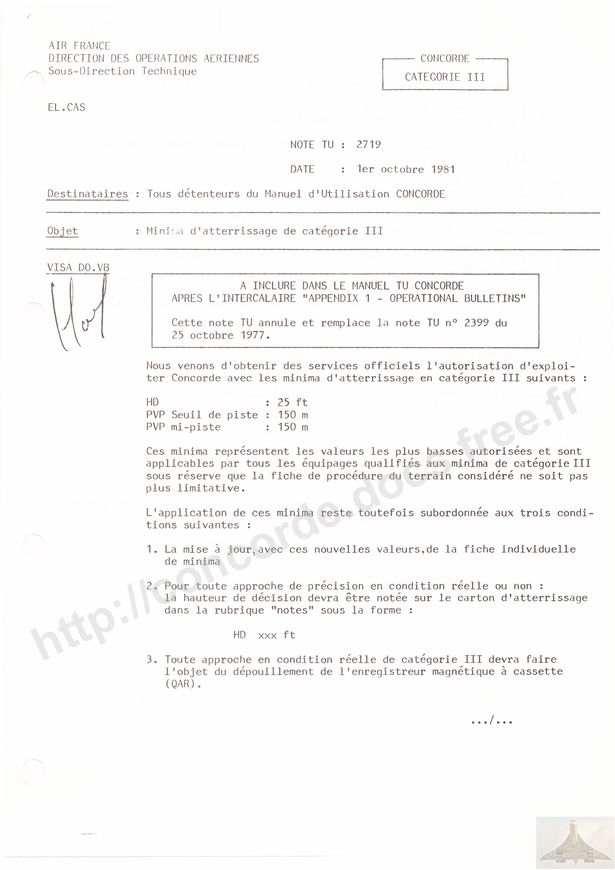 AIR FRANCE
DIRECTION DES OPERATIONS AERIENNES
Sous-Direction Technique
CONCORDE
CATEGORIE III
EL.CAS
NOTE TU : 2719
DATE : 1er octobre 1981
Destinataires : Tous détenteurs du Manuel d'Utilisation CONCORDE
Objet : Minima d'atterrissage de catégorie III
VISA DO.VB
A INCLURE DANS LE MANUEL TU CONCORDE
APRES L'INTERCALAIRE "APPENDIX 1 - OPERATIONAL BULLETINS"
Cette note TU annule et remplace la note TU n° 2399 du
25 octobre 1977.
Nous venons d'obtenir des services officiels l'autorisation d'exploi-
ter Concorde avec les minima d'atterrissage en catégorie III suivants :
HD : 25 ft
PVP Seuil de piste : 150 m
PVP mi-piste : 150 m
Ces minima représentent les valeurs les plus basses autorisées et sont
applicables par tous les équipages qualifiés aux minima de catégorie III
sous réserve que la fiche de procédure du terrain considéré ne soit pas
plus limitative.
L'application de ces minima reste toutefois subordonnée aux trois condi-
tions suivantes :
1. La mise à jour,avec ces nouvelles valeurs,de la fiche individuelle
de minima
2. Pour toute approche de précision en condition réelle ou non :
la hauteur de décision devra être notée sur le carton d'atterrissage
dans la rubrique "notes" sous la forme :
HD xxx ft
3. Toute approche en condition réelle de catégorie III devra faire
l'objet du dépouillement de l'enregistreur magnétique à cassette
(QAR).
.../...
http://concorde.docs.free.fr